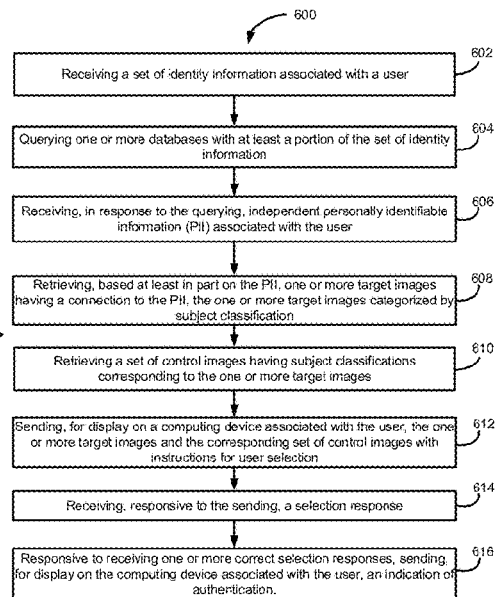 600
602
Receiving a set of identity information associated with a user
604
Querying one or more databases with at least a portion of the set of identity
information
606
Receiving, in response to the querying, independent personally identifiable
information (PII) associated with the user
608
Retrieving, based at least in part on the PII, one or more target images
having a connection to the PII, the one or more target images categorized by
subject classification
610
Retrieving a set of control images having subject classifications
corresponding to the one or more target images
612
Sending, for display on a computing device associated with the user, the one
or more target images and the corresponding set of control images with
instructions for user selection
614
Receiving, responsive to the sending, a selection response
616
Responsive to receiving one or more correct selection responses, sending,
for display on the computing device associated with the user, an indication of
authentication.